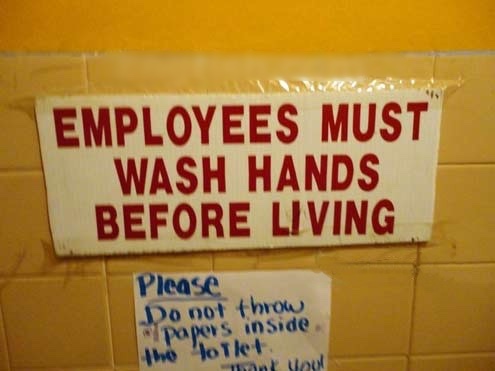 EMPLOYEES MUST
WASH HANDS
BEFORE LIVING
Please
Do not throw
papers inside
the toilet.
Thank you!